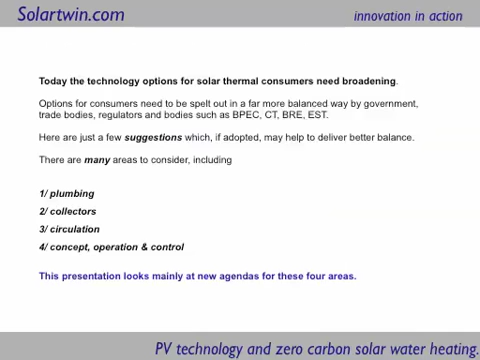 Solartwin.com
innovation in action
Today the technology options for solar thermal consumers need broadening.
Options for consumers need to be spelt out in a far more balanced way by government,
trade bodies, regulators and bodies such as BPEC, CT, BRE, EST.
Here are just a few suggestions which, if adopted, may help to deliver better balance.
There are many areas to consider, including
1/ plumbing
2/ collectors
3/ circulation
4/ concept, operation & control
This presentation looks mainly at new agendas for these four areas.
PV technology and zero carbon solar water heating.